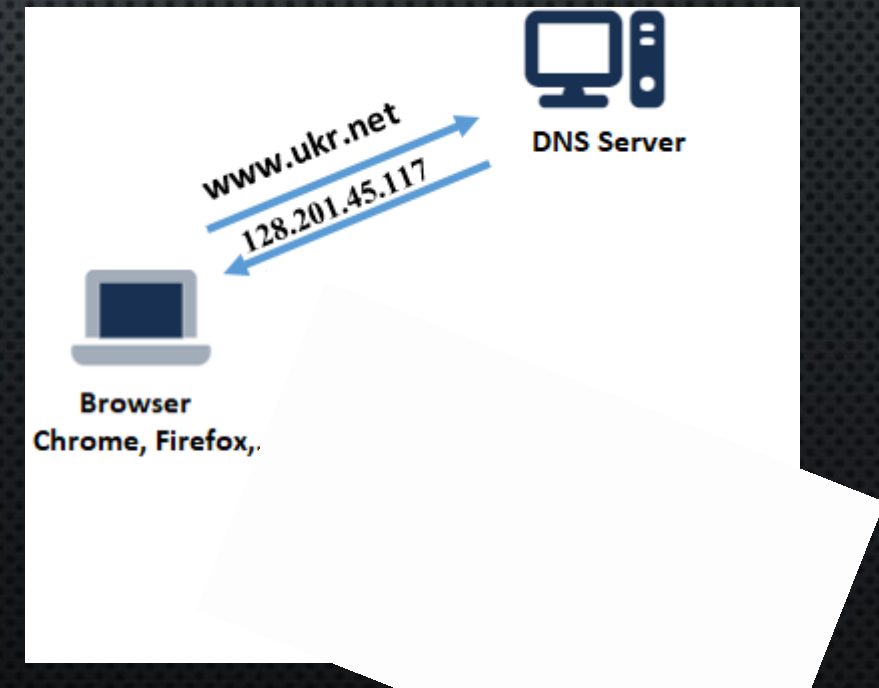 DNS Server
www.ukr.net
128.201.45.117
Browser
Chrome, Firefox,.